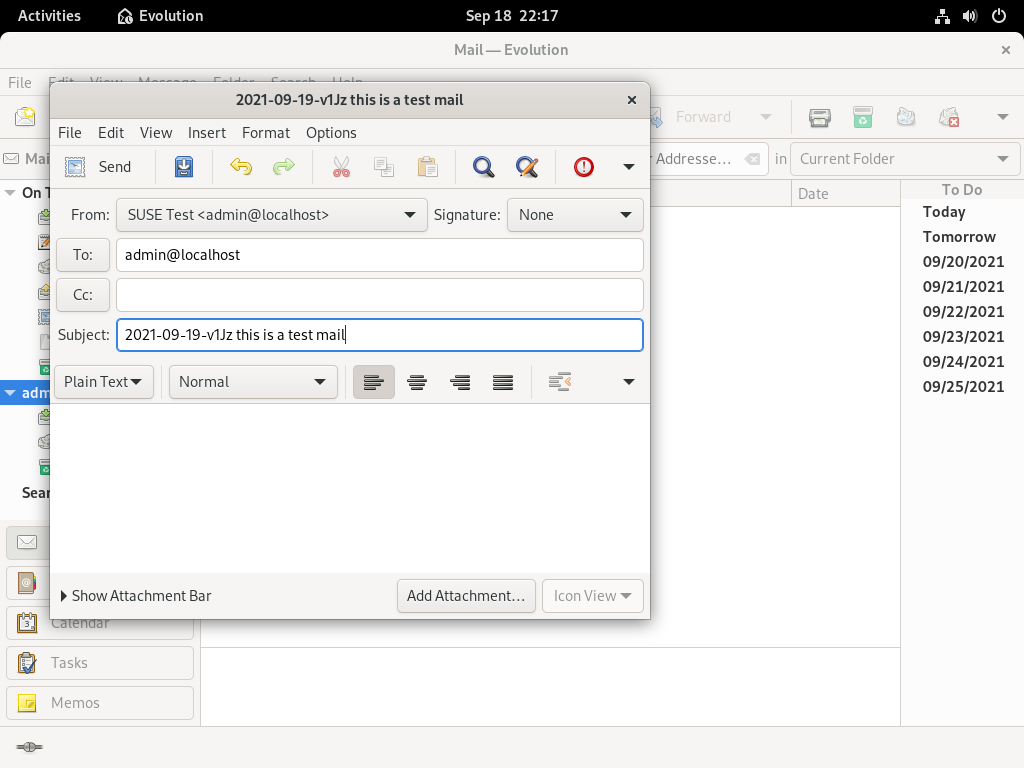 Activities Evolution Sep 18 22:17
Mail — Evolution
File Edit View Message Folder Search Help
2021-09-19-v1Jz this is a test mail
File Edit View Insert Format Options
Forward
Send
Mai r Addresse… in Current Folder
On T
Date
To Do
From: SUSE Test <admin@localhost> Signature: None
Today
Tomorrow
To: admin@localhost
09/20/2021
09/21/2021
Cc:
09/22/2021
Subject: 2021-09-19-v1Jz this is a test mail
09/23/2021
09/24/2021
Plain Text Normal
09/25/2021
adm
Sear
Show Attachment Bar Add Attachment… Icon View
Calendar
Tasks
Memos